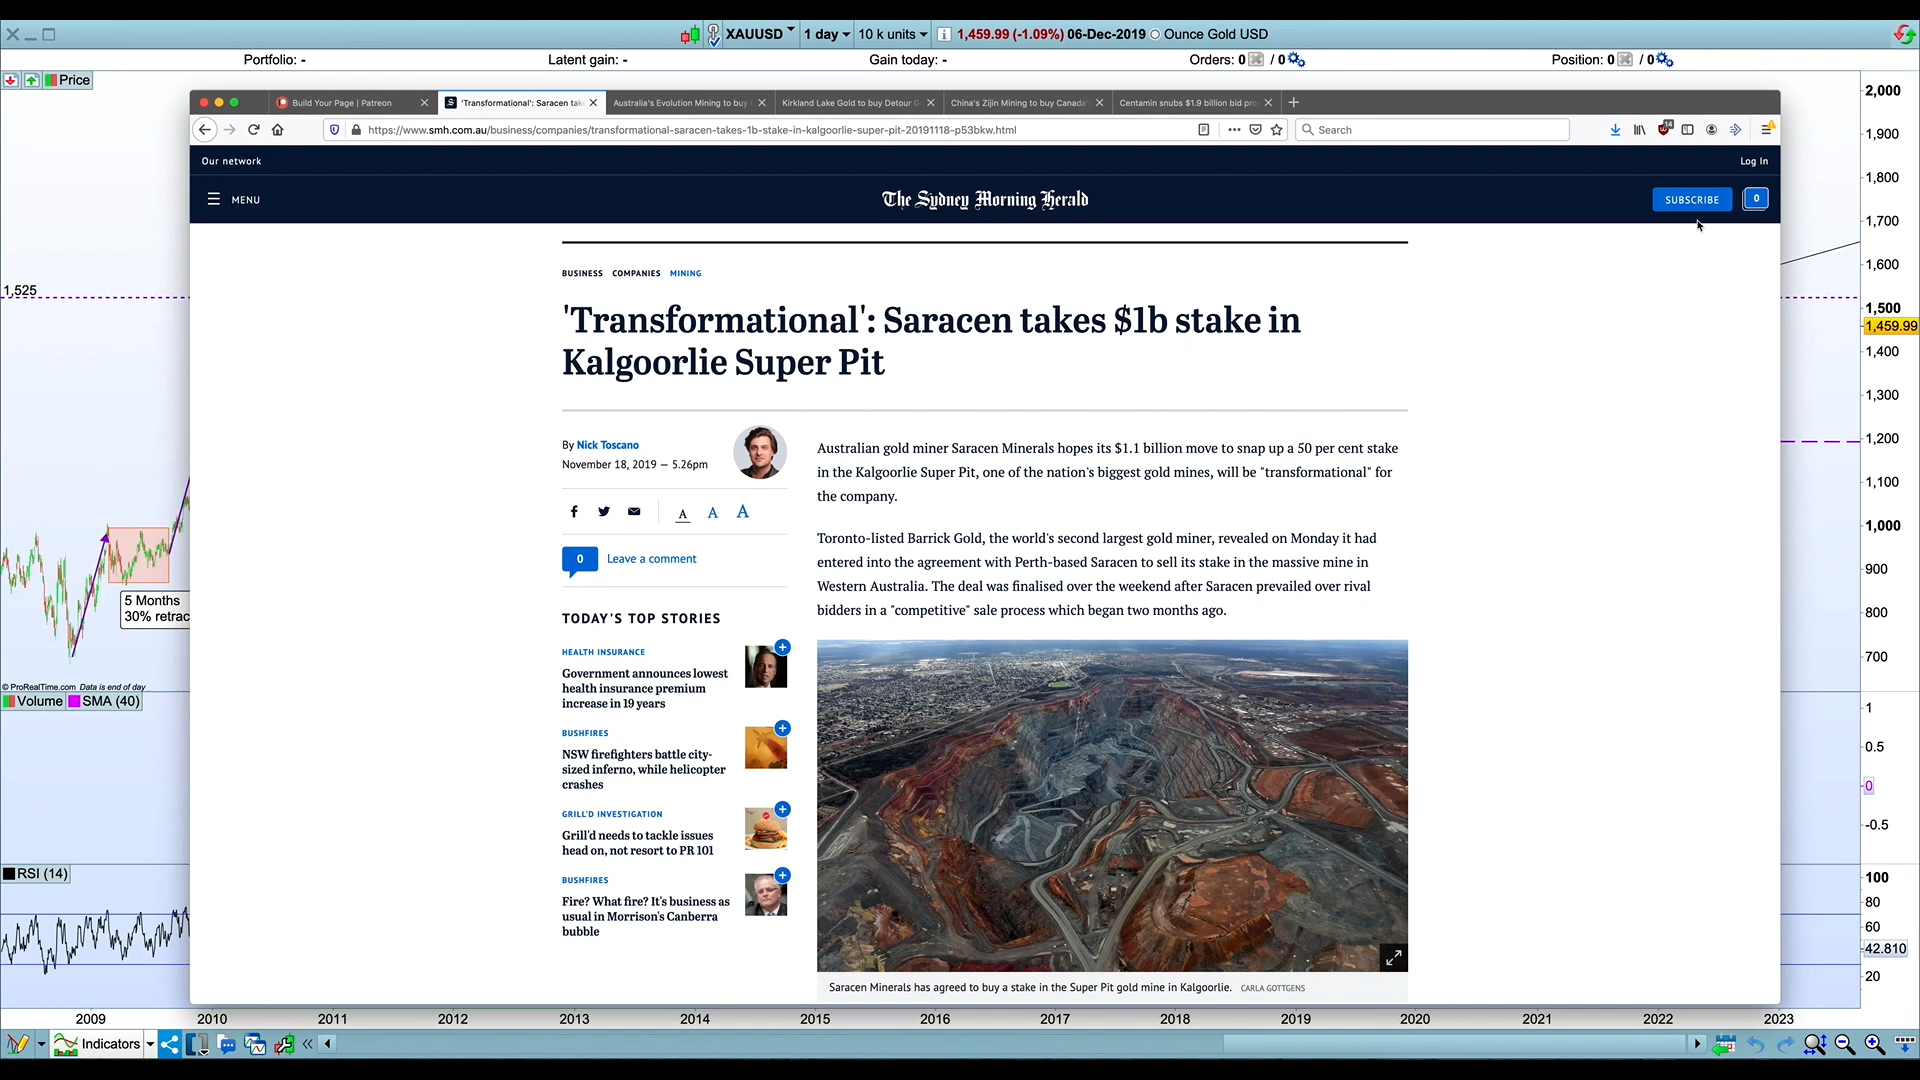 XAUUSD 1 day 10 k units 1,459.99 (-1.09%) 06-Dec-2019 Ounce Gold USD
Portfolio: - Latent gain: - Gain today: - Orders: 0 / 0 Position: 0 / 0
Price
Build Your Page | Patreon
'Transformational': Saracen tak
Australia's Evolution Mining to buy
Kirkland Lake Gold to buy Detour G
China's Zijin Mining to buy Canada'
Centamin snubs $1.9 billion bid pro
https://www.smh.com.au/business/companies/transformational-saracen-takes-1b-stake-in-kalgoorlie-super-pit-20191118-p53bkw.html
Search
14
Our network
Log In
MENU
The Sydney Morning Herald
SUBSCRIBE
0
BUSINESS COMPANIES MINING
'Transformational': Saracen takes $1b stake in
Kalgoorlie Super Pit
By Nick Toscano
November 18, 2019 — 5.26pm
A A A
0 Leave a comment
Australian gold miner Saracen Minerals hopes its $1.1 billion move to snap up a 50 per cent stake
in the Kalgoorlie Super Pit, one of the nation's biggest gold mines, will be "transformational" for
the company.
Toronto-listed Barrick Gold, the world's second largest gold miner, revealed on Monday it had
entered into the agreement with Perth-based Saracen to sell its stake in the massive mine in
Western Australia. The deal was finalised over the weekend after Saracen prevailed over rival
bidders in a "competitive" sale process which began two months ago.
Saracen Minerals has agreed to buy a stake in the Super Pit gold mine in Kalgoorlie. CARLA GOTTGENS
TODAY'S TOP STORIES
HEALTH INSURANCE
Government announces lowest
health insurance premium
increase in 19 years
BUSHFIRES
NSW firefighters battle city-
sized inferno, while helicopter
crashes
GRILL'D INVESTIGATION
Grill'd needs to tackle issues
head on, not resort to PR 101
BUSHFIRES
Fire? What fire? It's business as
usual in Morrison's Canberra
bubble
1,525
5 Months
30% retrac
© ProRealTime.com Data is end of day
Volume SMA (40)
RSI (14)
2,000
1,900
1,800
1,700
1,600
1,500
1,459.99
1,400
1,300
1,200
1,100
1,000
900
800
700
1
0.5
0
-0.5
100
80
60
42.810
20
2009 2010 2011 2012 2013 2014 2015 2016 2017 2018 2019 2020 2021 2022 2023
Indicators